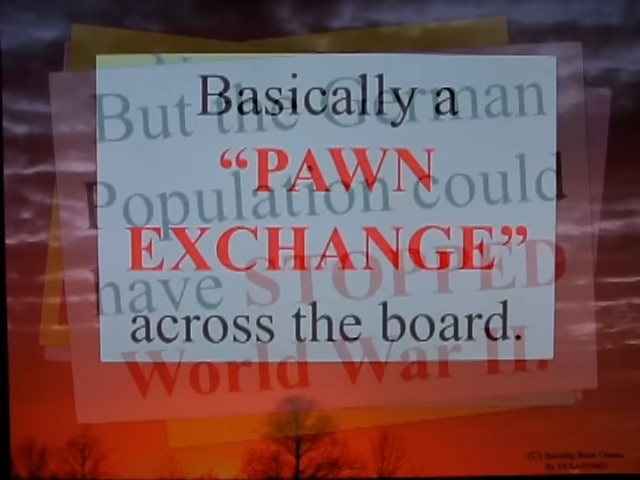 Basically a
“PAWN
EXCHANGE”
across the board.
But the German
Population could
have STOPPED
World War II.